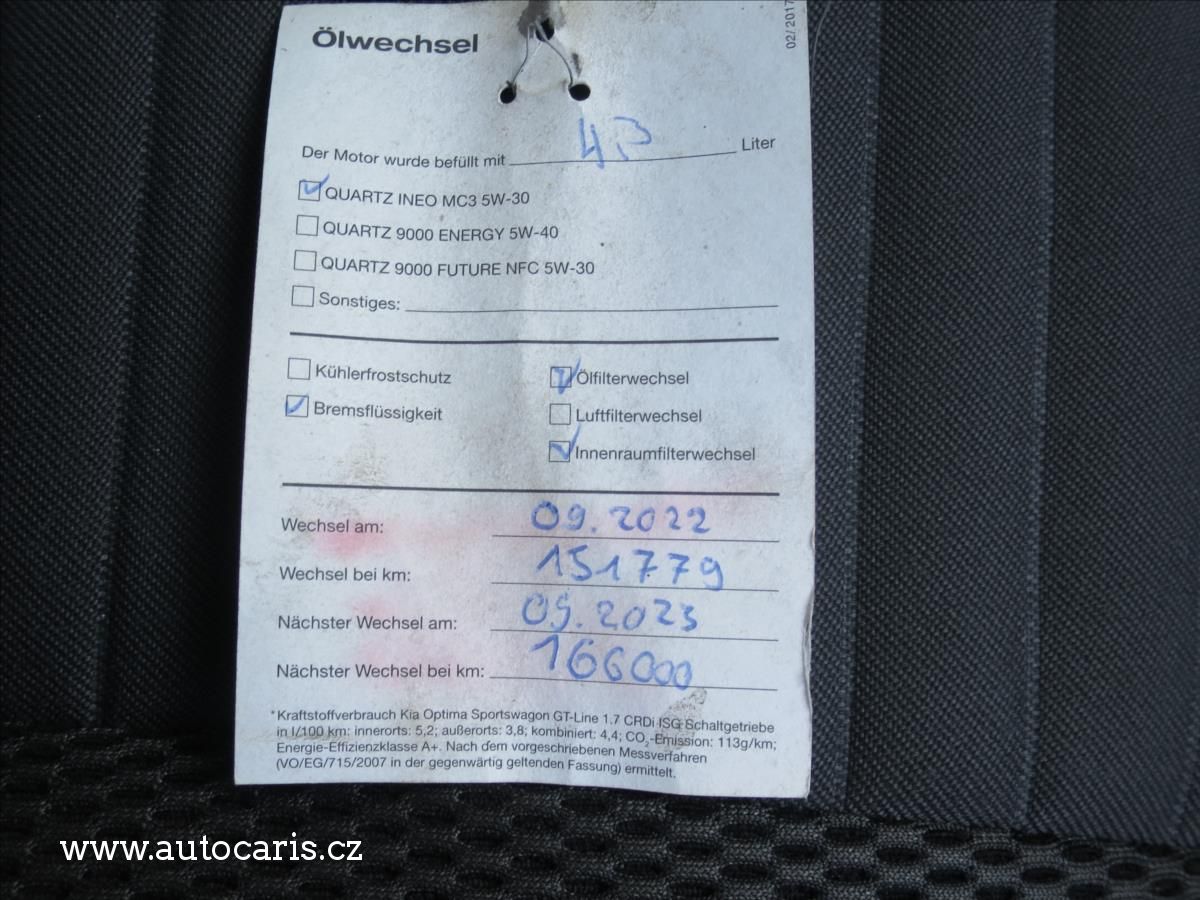 Ölwechsel
02/2017
Der Motor wurde befüllt mit Liter
QUARTZ INEO MC3 5W-30
QUARTZ 9000 ENERGY 5W-40
QUARTZ 9000 FUTURE NFC 5W-30
Sonstiges:
Kühlerfrostschutz
Ölfilterwechsel
Bremsflüssigkeit
Luftfilterwechsel
Innenraumfilterwechsel
Wechsel am: 09.2022
Wechsel bei km: 151779
Nächster Wechsel am: 09.2023
Nächster Wechsel bei km: 166000
*Kraftstoffverbrauch Kia Optima Sportswagon GT-Line 1.7 CRDi ISG Schaltgetriebe
in l/100 km: innerorts: 5,2; außerorts: 3,8; kombiniert: 4,4; CO₂-Emission: 113g/km;
Energie-Effizienzklasse A+. Nach dem vorgeschriebenen Messverfahren
(VO/EG/715/2007 in der gegenwärtig geltenden Fassung) ermittelt.
www.autocaris.cz